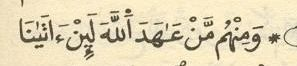 * وَمِنْهُم مَّنْ عَٰهَدَ ٱللَّهَ لَئِنْ ءَاتَىٰنَا